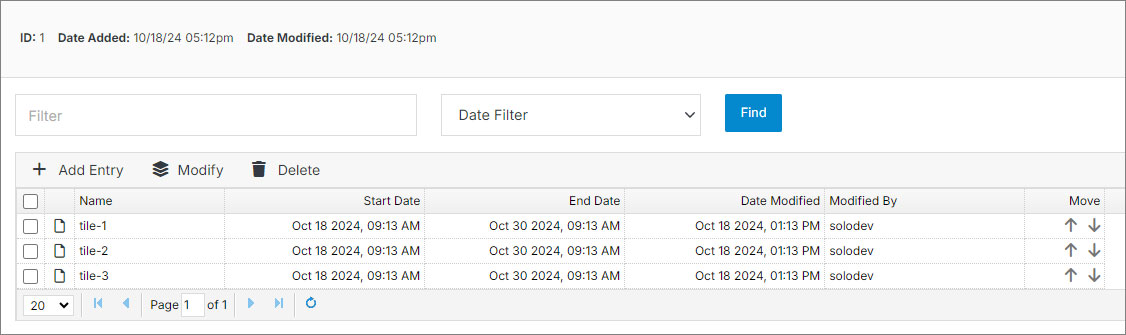 ID: 1 Date Added: 10/18/24 05:12pm Date Modified: 10/18/24 05:12pm
Filter Date Filter Find
Add Entry Modify Delete
Name Start Date End Date Date Modified Modified By Move
tile-1 Oct 18 2024, 09:13 AM Oct 30 2024, 09:13 AM Oct 18 2024, 01:13 PM solodev
tile-2 Oct 18 2024, 09:13 AM Oct 30 2024, 09:13 AM Oct 18 2024, 01:13 PM solodev
tile-3 Oct 18 2024, 09:13 AM Oct 30 2024, 09:13 AM Oct 18 2024, 01:13 PM solodev
20 Page 1 of 1